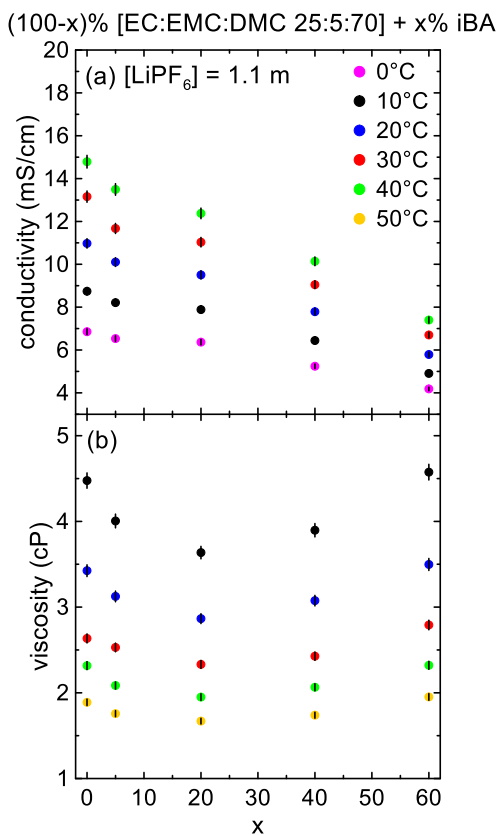 (100-x)% [EC:EMC:DMC 25:5:70] + x% iBA
(a) [LiPF6] = 1.1 m
0°C
10°C
20°C
30°C
40°C
50°C
conductivity (mS/cm)
20
18
16
14
12
10
8
6
4
(b)
viscosity (cP)
5
4
3
2
1
0 10 20 30 40 50 60
x